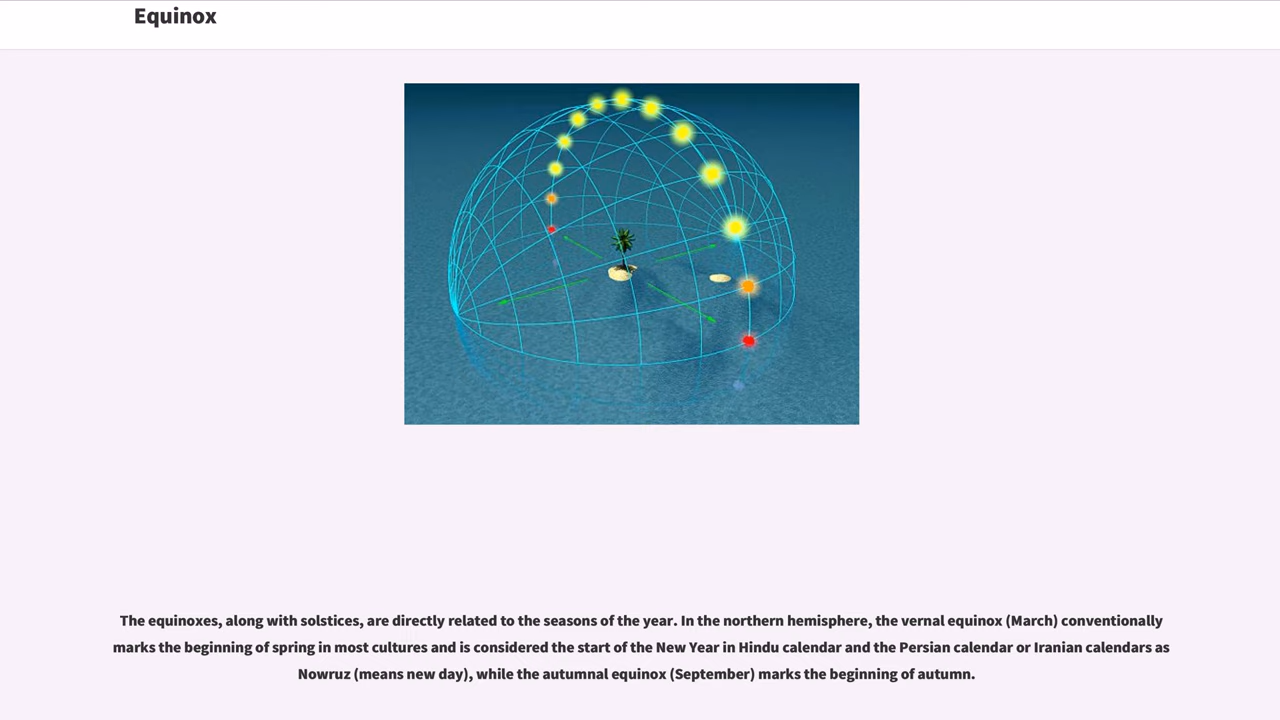 Equinox
The equinoxes, along with solstices, are directly related to the seasons of the year. In the northern hemisphere, the vernal equinox (March) conventionally
marks the beginning of spring in most cultures and is considered the start of the New Year in Hindu calendar and the Persian calendar or Iranian calendars as
Nowruz (means new day), while the autumnal equinox (September) marks the beginning of autumn.